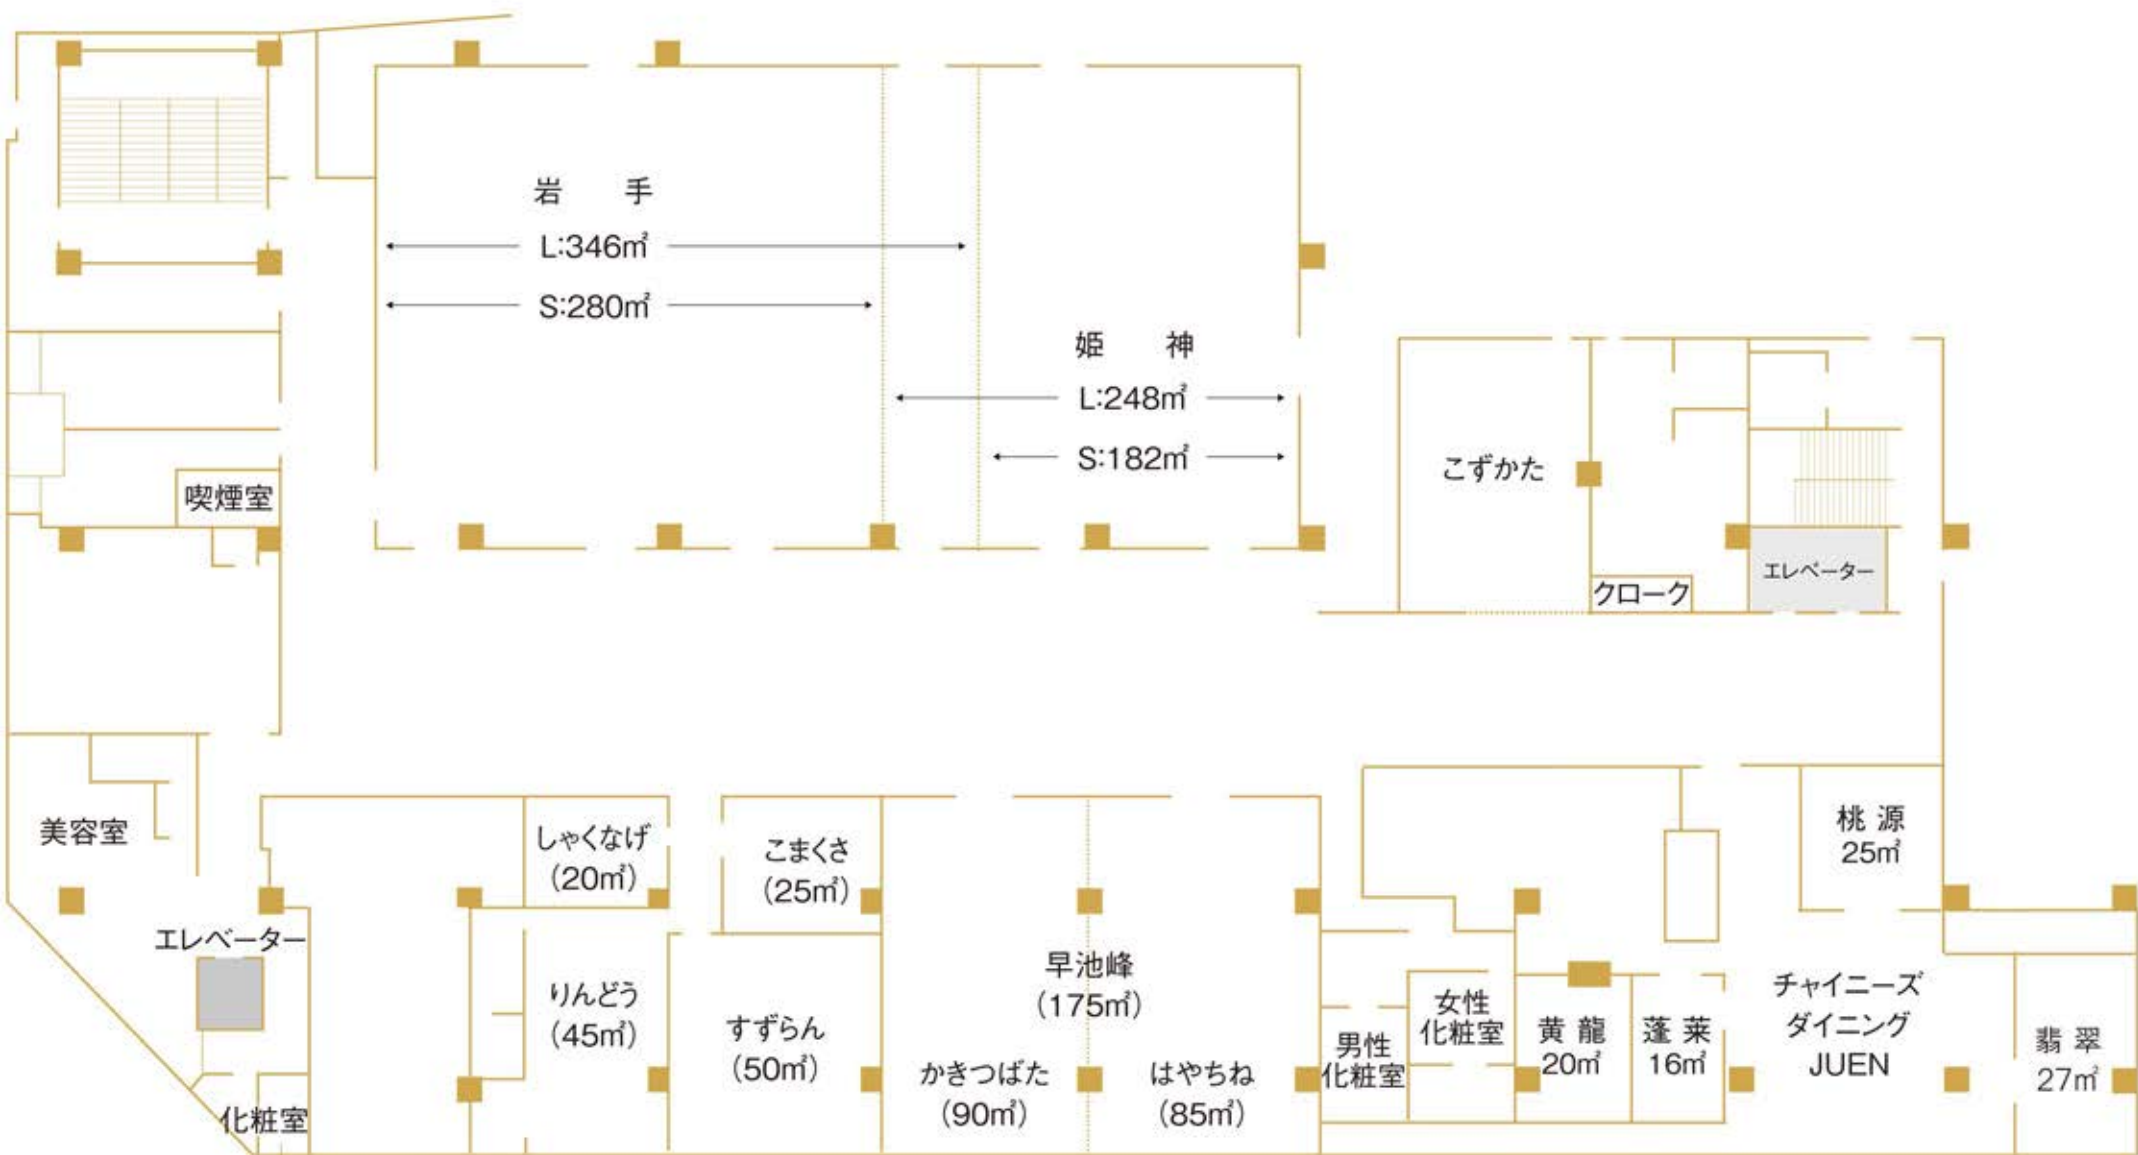 岩 手
L:346㎡
S:280㎡
姫 神
L:248㎡
S:182㎡
こずかた
喫煙室
エレベーター
クローク
美容室
しゃくなげ
(20㎡)
こまくさ
(25㎡)
桃 源
25㎡
エレベーター
りんどう
(45㎡)
すずらん
(50㎡)
早池峰
(175㎡)
かきつばた
(90㎡)
はやちね
(85㎡)
男性
化粧室
女性
化粧室
黄 龍
20㎡
蓬 莱
16㎡
チャイニーズ
ダイニング
JUEN
翡 翠
27㎡
化粧室